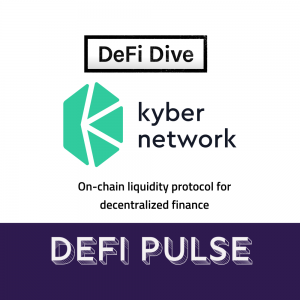 DeFi Dive
kyber
network
On-chain liquidity protocol for
decentralized finance
DEFI PULSE